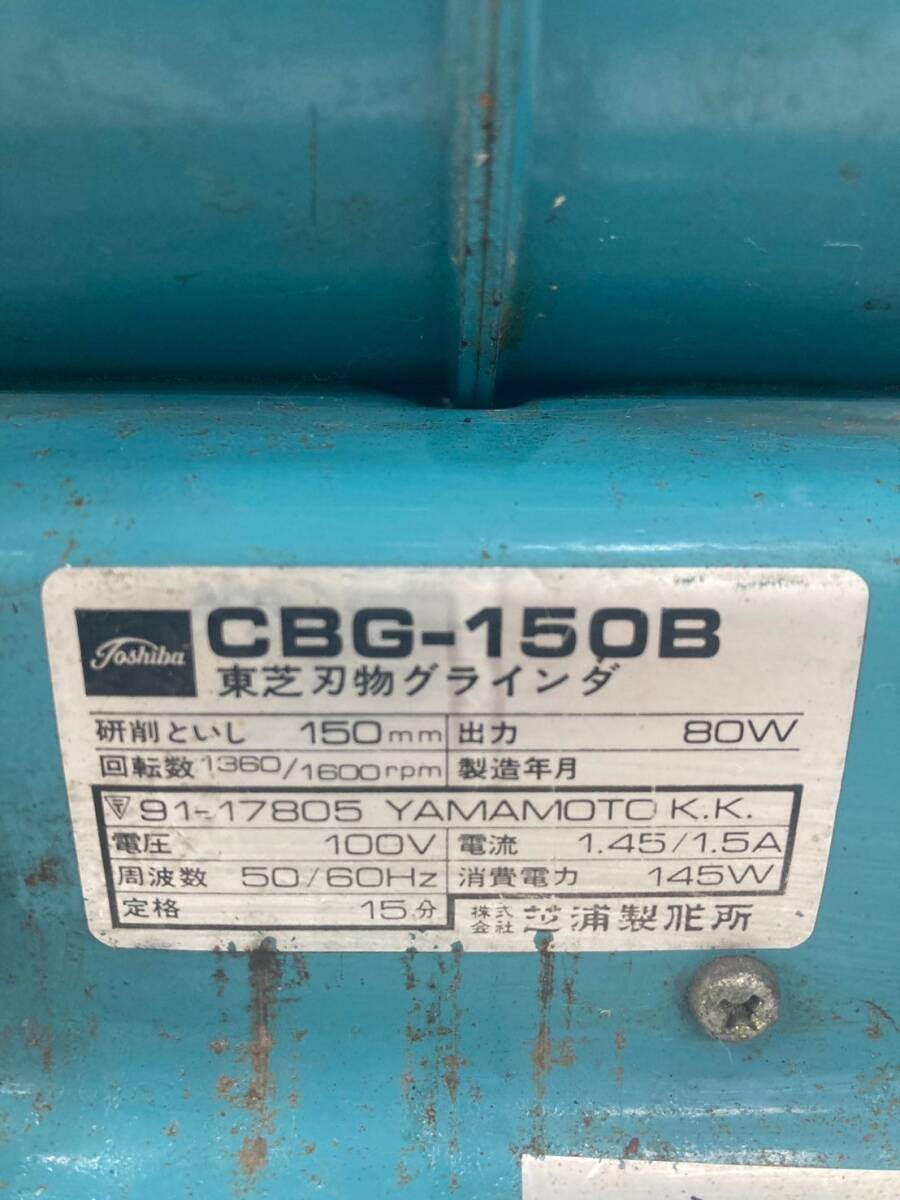 Toshiba
CBG-150B
東芝刃物グラインダ
研削といし 150mm 出力 80W
回転数 1360/1600rpm 製造年月
〒 91-17805 YAMAMOTO K.K.
電圧 100V 電流 1.45/1.5A
周波数 50/60Hz 消費電力 145W
定格 15分 株式会社 芝浦製作所